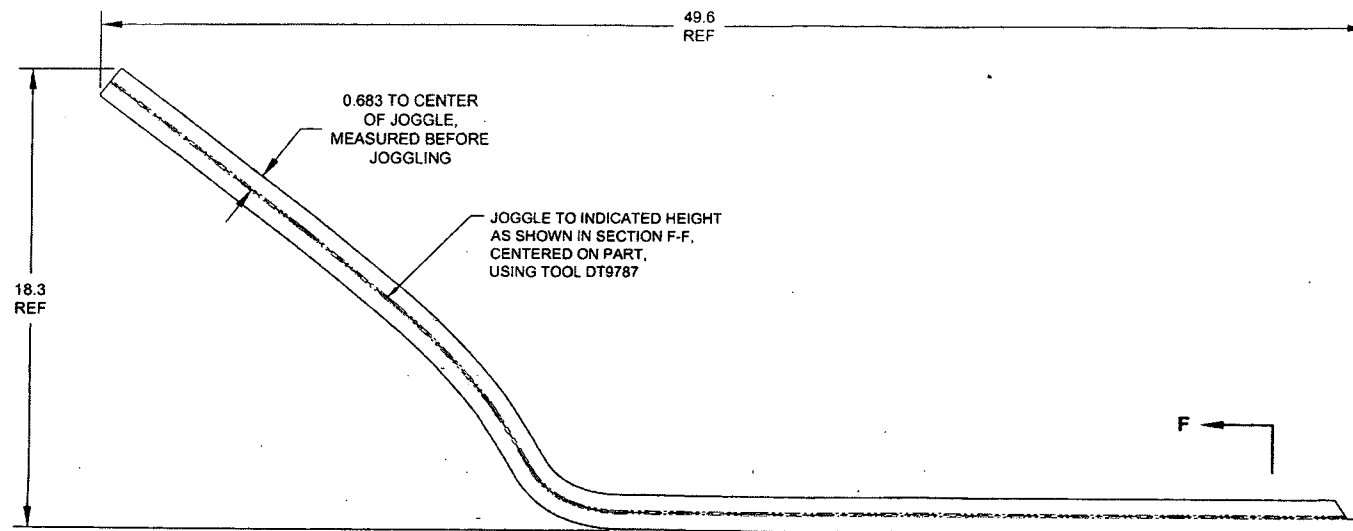 49.6
REF
0.683 TO CENTER
OF JOGGLE,
MEASURED BEFORE
JOGGLING
JOGGLE TO INDICATED HEIGHT
AS SHOWN IN SECTION F-F,
CENTERED ON PART,
USING TOOL DT9787
18.3
REF
F